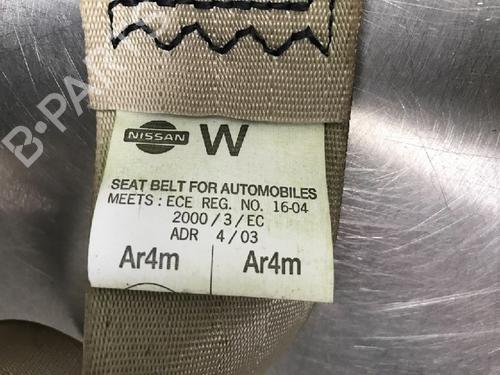 B-PARTS
NISSAN W
SEAT BELT FOR AUTOMOBILES
MEETS : ECE REG. NO. 16-04
2000 / 3 / EC
ADR 4 / 03
Ar4m Ar4m